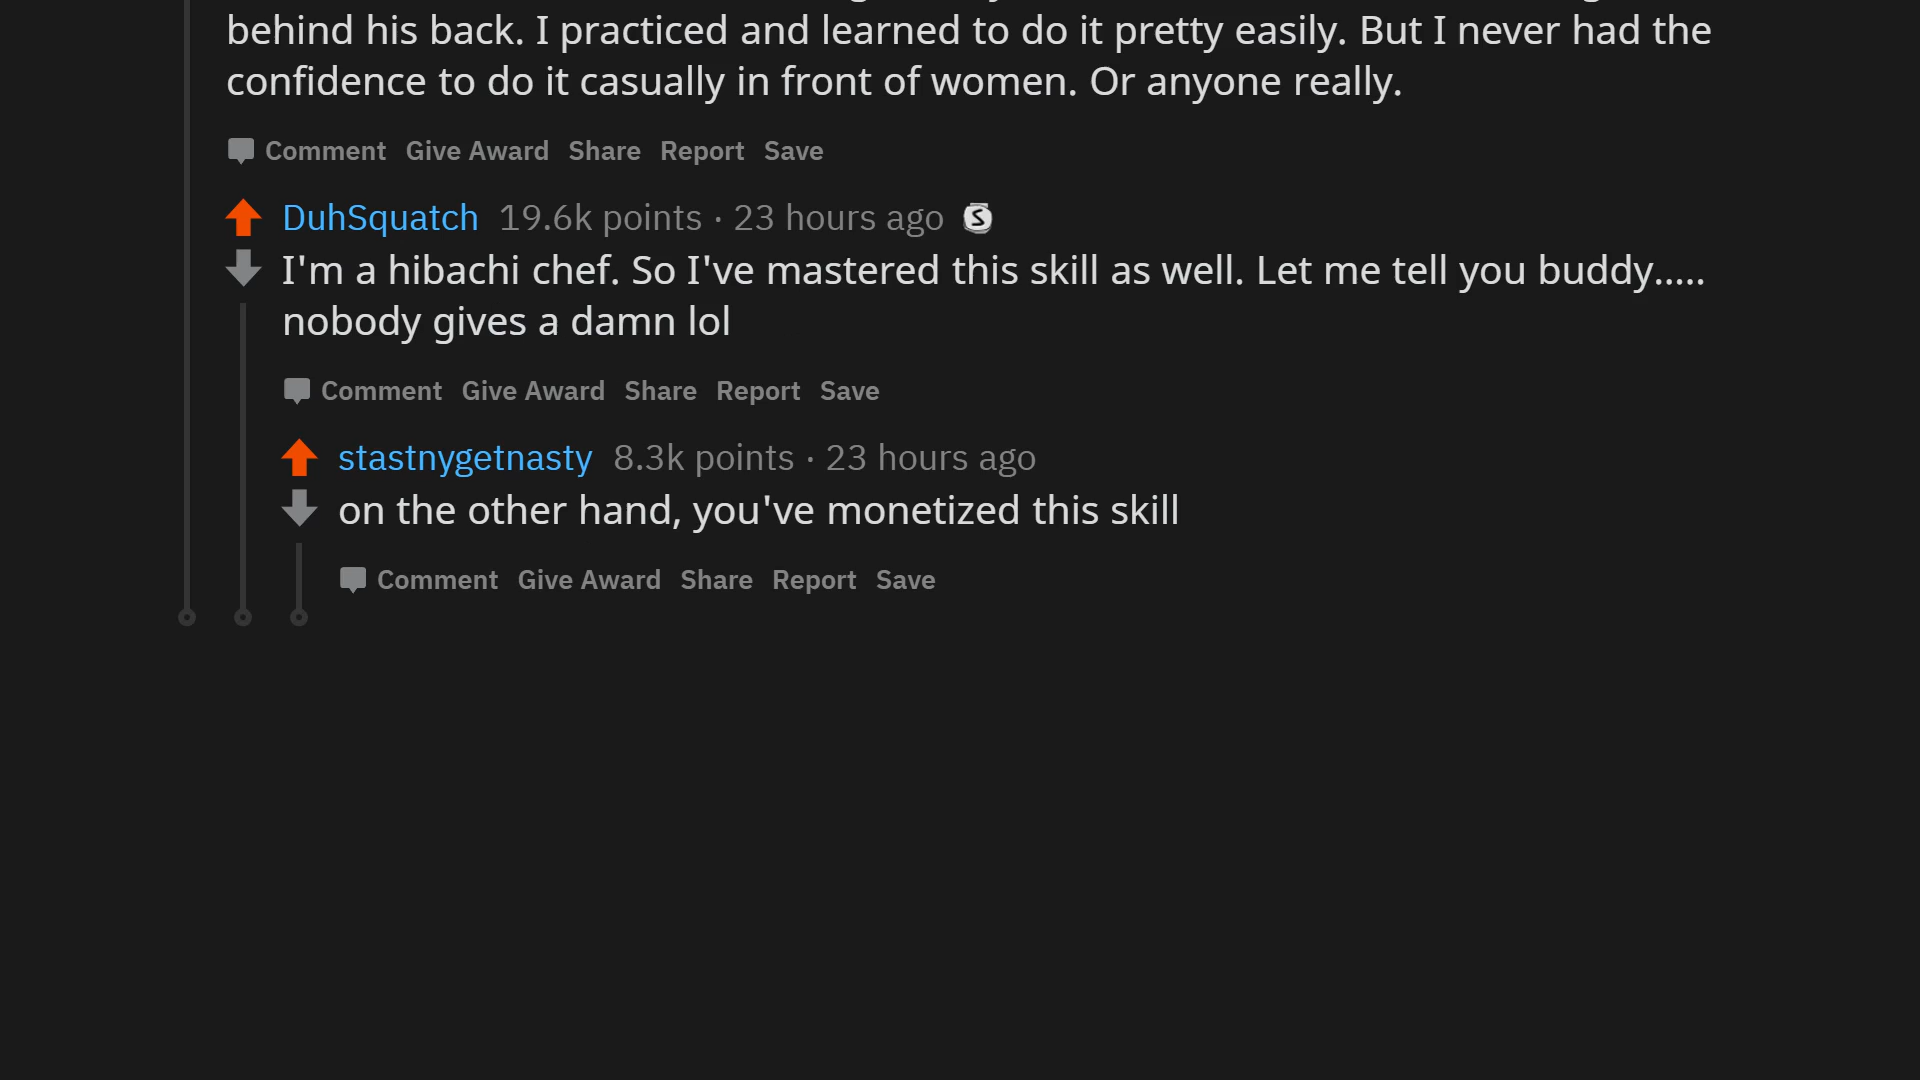 behind his back. I practiced and learned to do it pretty easily. But I never had the
confidence to do it casually in front of women. Or anyone really.
Comment Give Award Share Report Save
DuhSquatch 19.6k points · 23 hours ago S
I'm a hibachi chef. So I've mastered this skill as well. Let me tell you buddy.....
nobody gives a damn lol
Comment Give Award Share Report Save
stastnygetnasty 8.3k points · 23 hours ago
on the other hand, you've monetized this skill
Comment Give Award Share Report Save